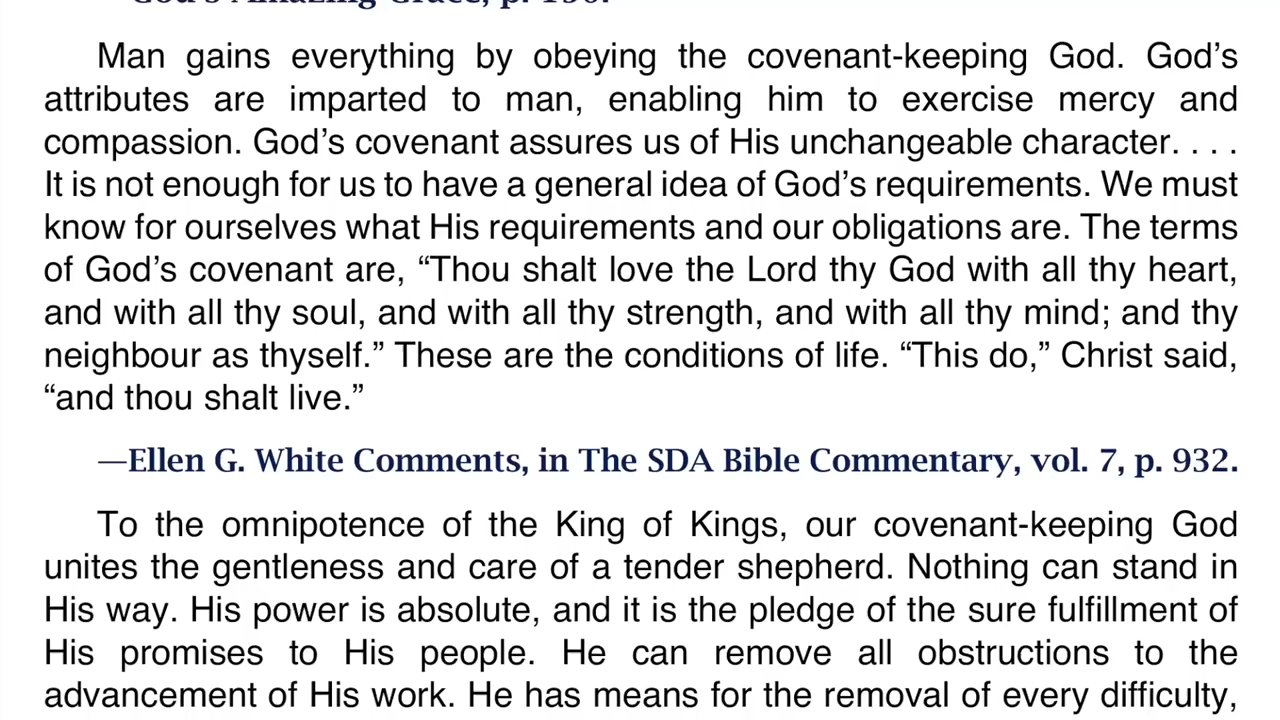 God's Amazing Grace, p. 150.
Man gains everything by obeying the covenant-keeping God. God’s
attributes are imparted to man, enabling him to exercise mercy and
compassion. God’s covenant assures us of His unchangeable character. . . .
It is not enough for us to have a general idea of God’s requirements. We must
know for ourselves what His requirements and our obligations are. The terms
of God’s covenant are, “Thou shalt love the Lord thy God with all thy heart,
and with all thy soul, and with all thy strength, and with all thy mind; and thy
neighbour as thyself.” These are the conditions of life. “This do,” Christ said,
“and thou shalt live.”
—Ellen G. White Comments, in The SDA Bible Commentary, vol. 7, p. 932.
To the omnipotence of the King of Kings, our covenant-keeping God
unites the gentleness and care of a tender shepherd. Nothing can stand in
His way. His power is absolute, and it is the pledge of the sure fulfillment of
His promises to His people. He can remove all obstructions to the
advancement of His work. He has means for the removal of every difficulty,